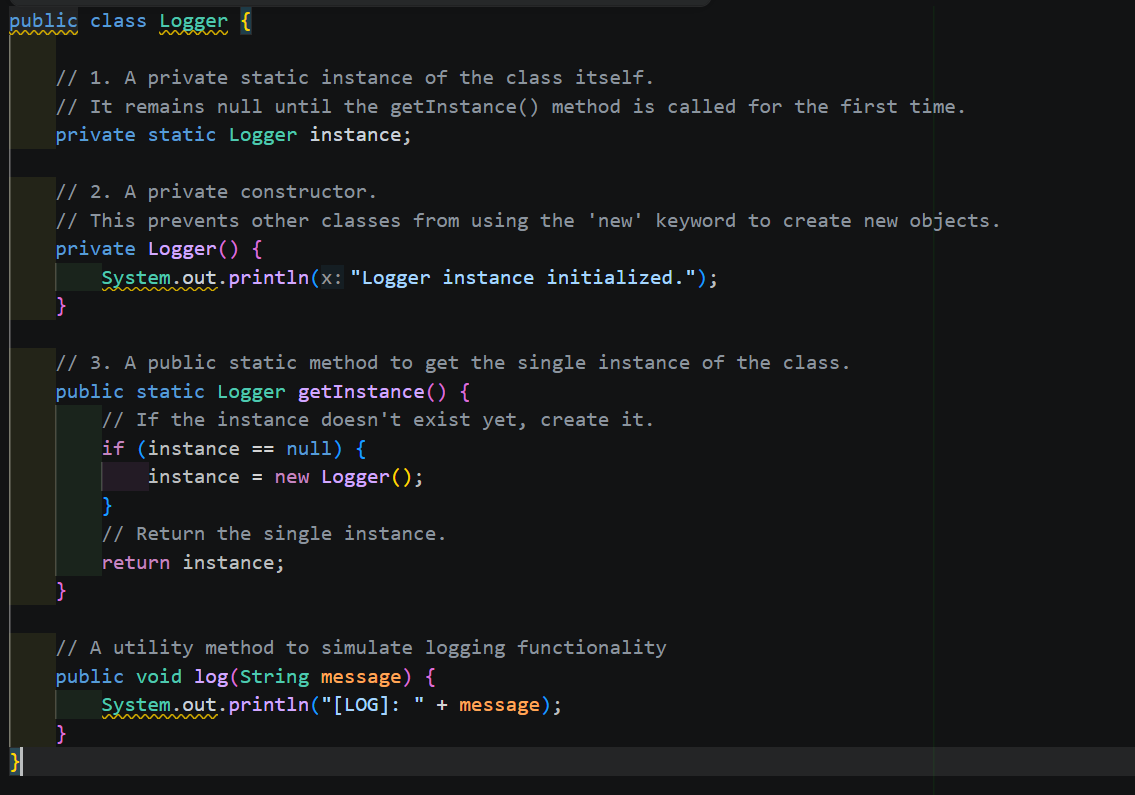 public class Logger {
// 1. A private static instance of the class itself.
// It remains null until the getInstance() method is called for the first time.
private static Logger instance;
// 2. A private constructor.
// This prevents other classes from using the 'new' keyword to create new objects.
private Logger() {
System.out.println(x: "Logger instance initialized.");
}
// 3. A public static method to get the single instance of the class.
public static Logger getInstance() {
// If the instance doesn't exist yet, create it.
if (instance == null) {
instance = new Logger();
}
// Return the single instance.
return instance;
}
// A utility method to simulate logging functionality
public void log(String message) {
System.out.println("[LOG]: " + message);
}
}